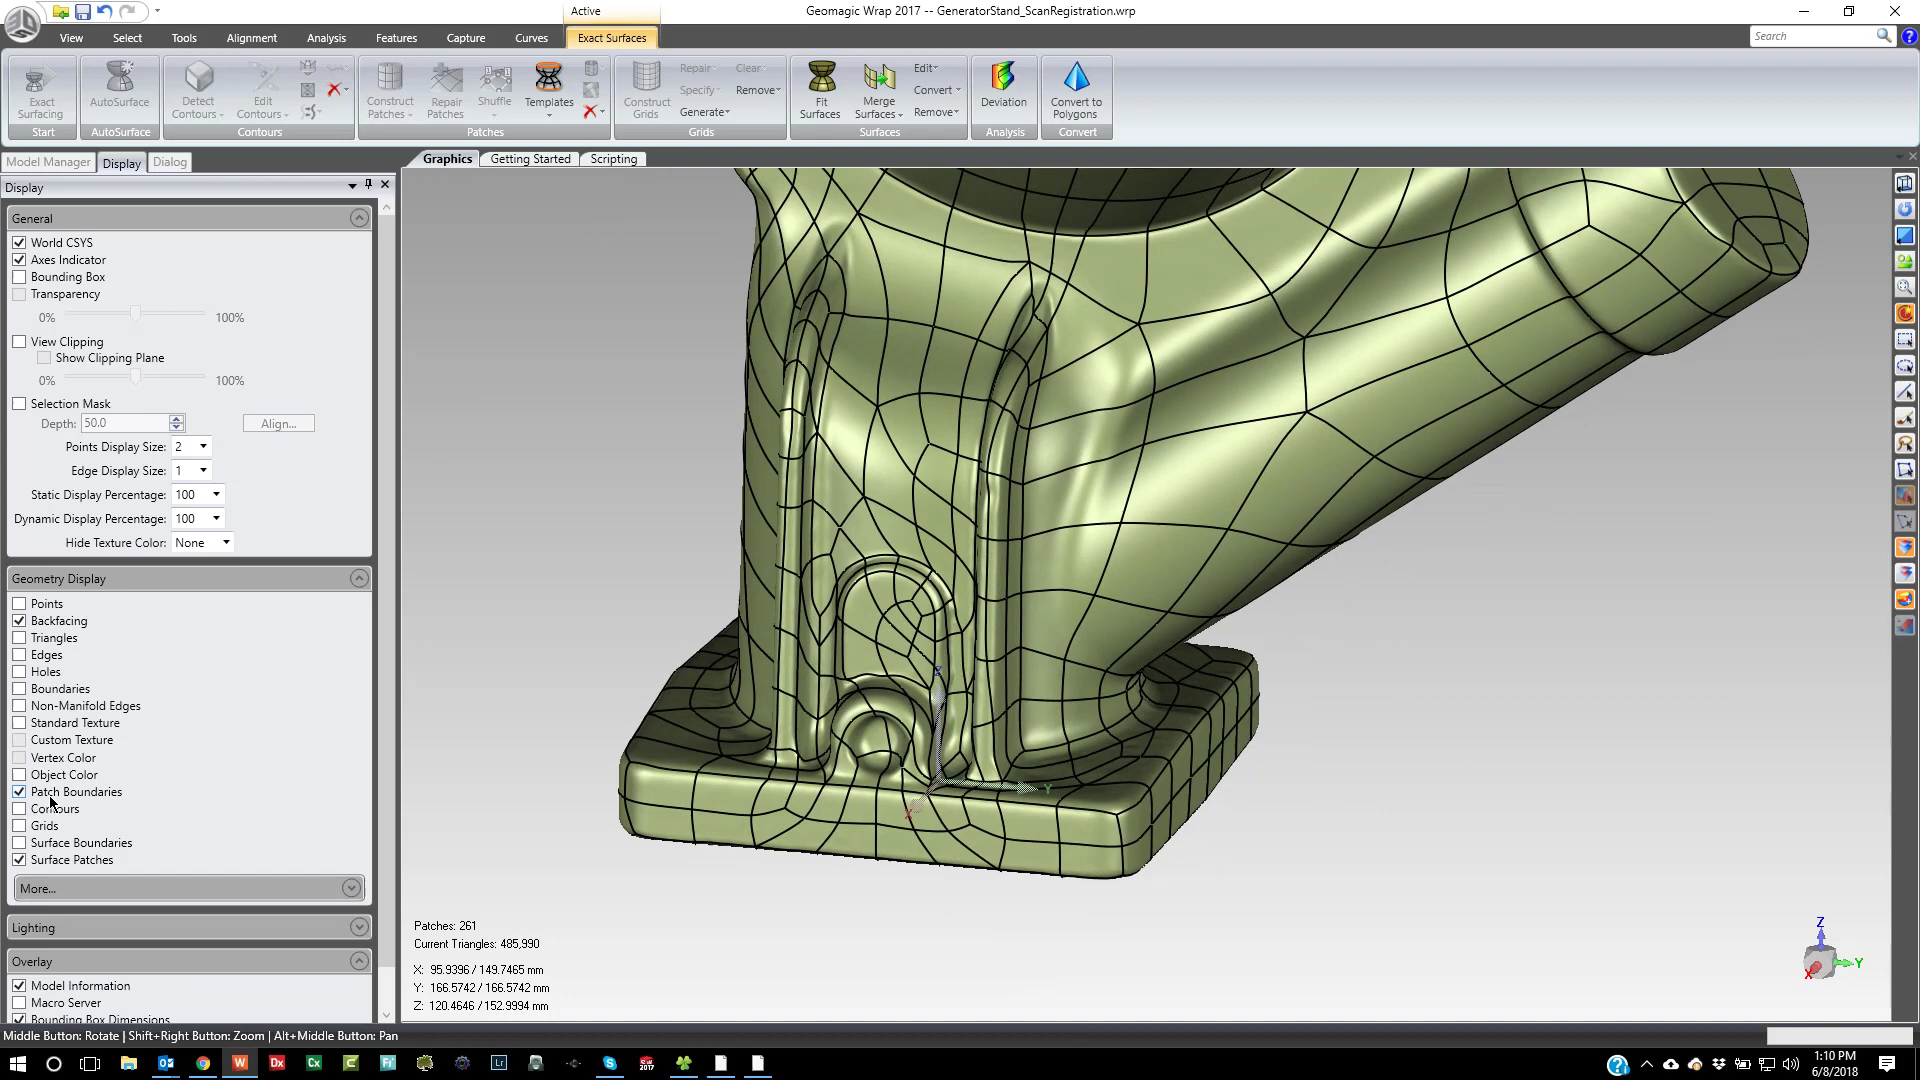 Active
Geomagic Wrap 2017 -- GeneratorStand_ScanRegistration.wrp
View Select Tools Alignment Analysis Features Capture Curves Exact Surfaces
Search
Exact Surfacing
AutoSurface
Detect Contours
Edit Contours
Construct Patches
Repair Patches
Shuffle
Templates
Construct Grids
Repair
Specify
Generate
Clear
Remove
Fit Surfaces
Merge Surfaces
Edit
Convert
Remove
Deviation
Convert to Polygons
Start AutoSurface Contours Patches Grids Surfaces Analysis Convert
Model Manager Display Dialog
Graphics Getting Started Scripting
Display
General
World CSYS
Axes Indicator
Bounding Box
Transparency
0% 100%
View Clipping
Show Clipping Plane
0% 100%
Selection Mask
Depth: 50.0 Align...
Points Display Size: 2
Edge Display Size: 1
Static Display Percentage: 100
Dynamic Display Percentage: 100
Hide Texture Color: None
Geometry Display
Points
Backfacing
Triangles
Edges
Holes
Boundaries
Non-Manifold Edges
Standard Texture
Custom Texture
Vertex Color
Object Color
Patch Boundaries
Contours
Grids
Surface Boundaries
Surface Patches
More...
Lighting
Overlay
Model Information
Macro Server
Bounding Box Dimensions
Z
Y
X
Patches: 261
Current Triangles: 485,990
X: 95.9396 / 149.7465 mm
Y: 166.5742 / 166.5742 mm
Z: 120.4646 / 152.9994 mm
Z
Y
X
Middle Button: Rotate | Shift+Right Button: Zoom | Alt+Middle Button: Pan
W Dx Cx Lr 2017
1:10 PM
6/8/2018